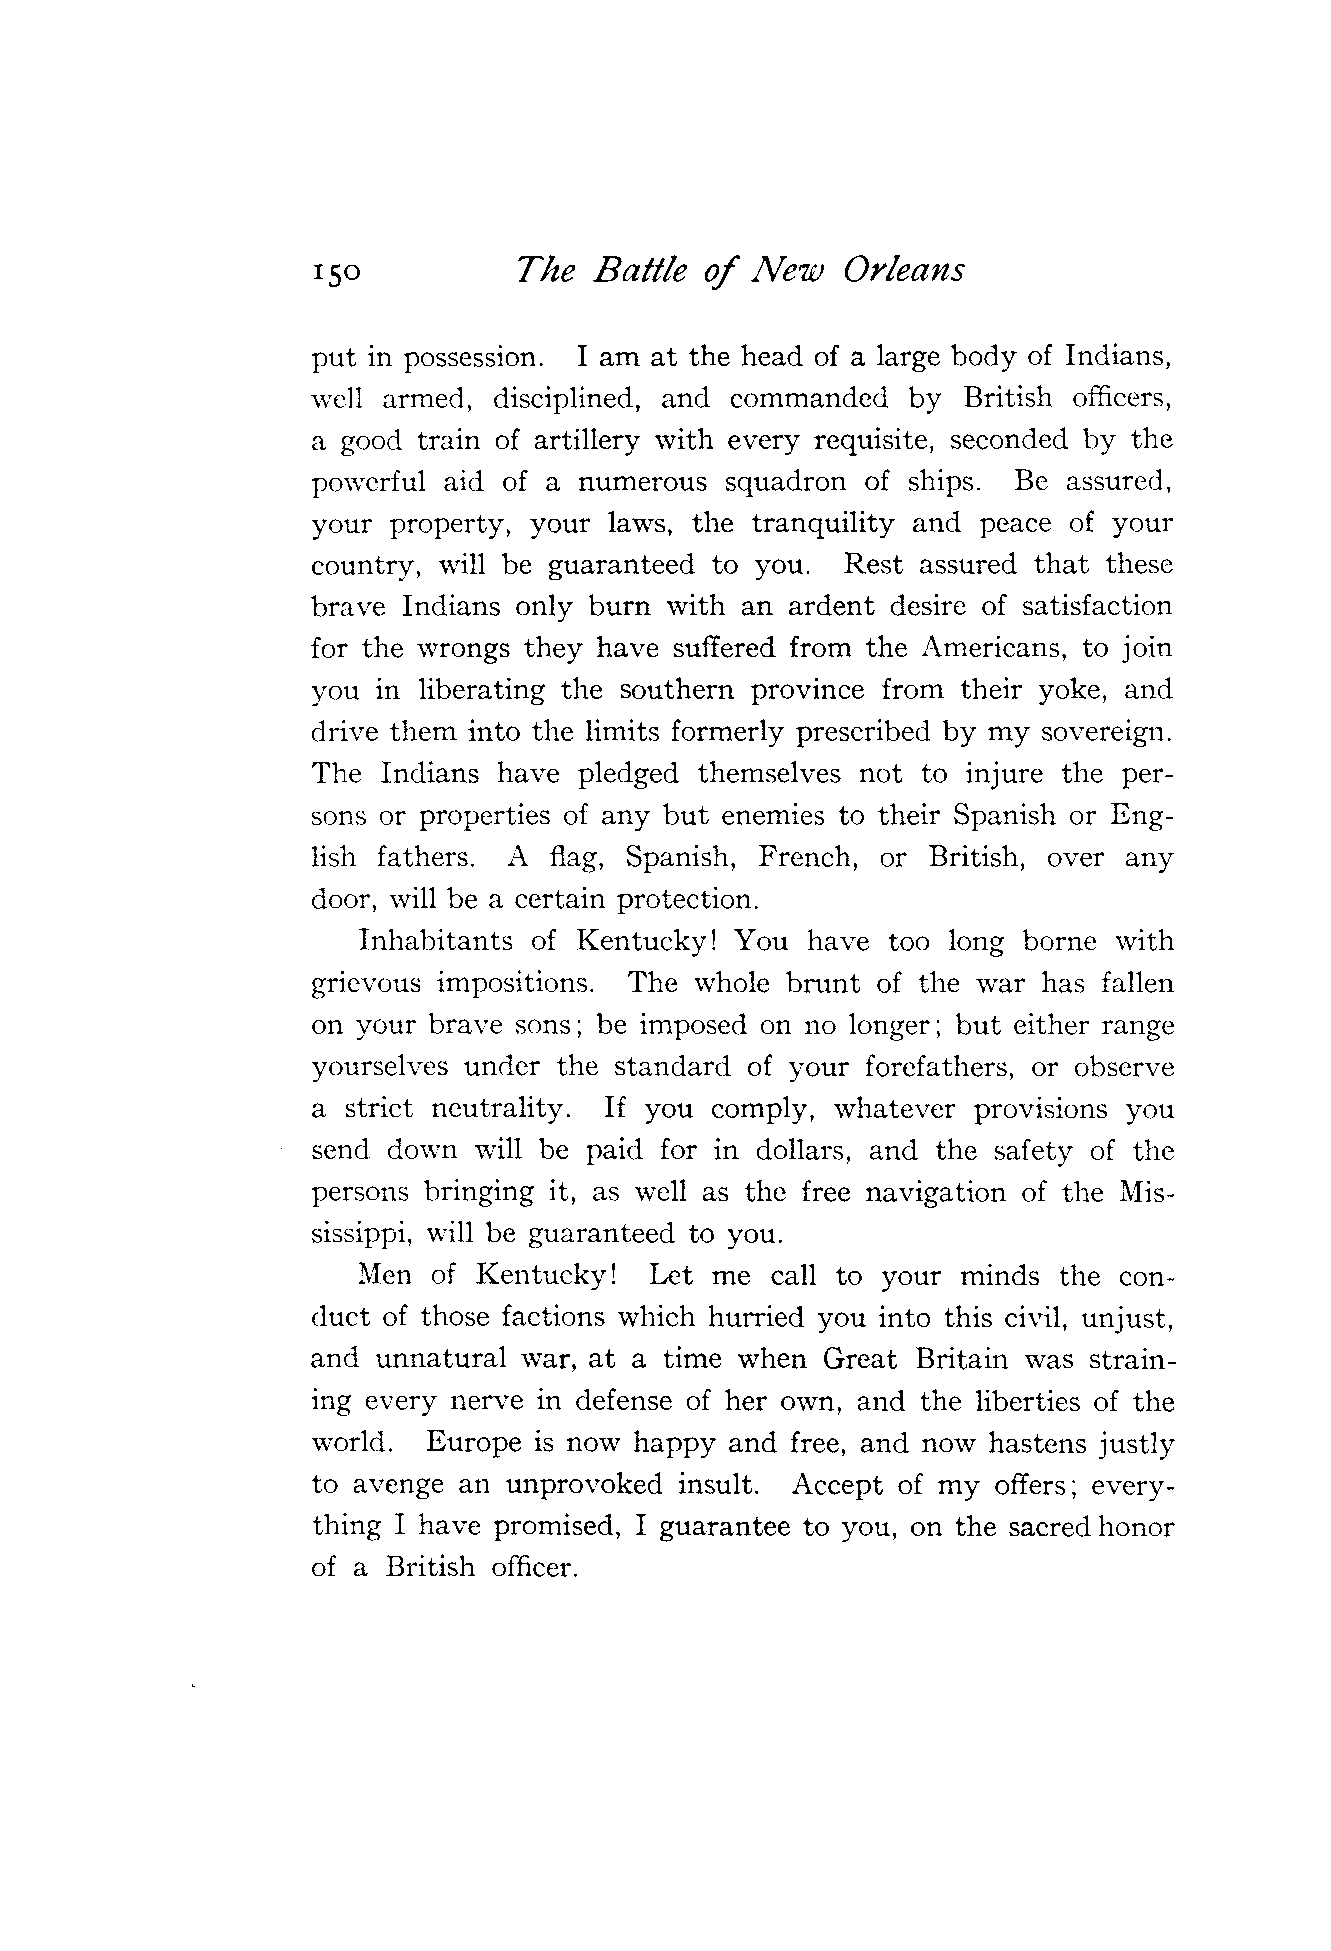 150 The Battle of New Orleans
put in possession. I am at the head of a large body of Indians,
well armed, disciplined, and commanded by British officers,
a good train of artillery with every requisite, seconded by the
powerful aid of a numerous squadron of ships. Be assured,
your property, your laws, the tranquility and peace of your
country, will be guaranteed to you. Rest assured that these
brave Indians only burn with an ardent desire of satisfaction
for the wrongs they have suffered from the Americans, to join
you in liberating the southern province from their yoke, and
drive them into the limits formerly prescribed by my sovereign.
The Indians have pledged themselves not to injure the per-
sons or properties of any but enemies to their Spanish or Eng-
lish fathers. A flag, Spanish, French, or British, over any
door, will be a certain protection.
Inhabitants of Kentucky! You have too long borne with
grievous impositions. The whole brunt of the war has fallen
on your brave sons; be imposed on no longer; but either range
yourselves under the standard of your forefathers, or observe
a strict neutrality. If you comply, whatever provisions you
send down will be paid for in dollars, and the safety of the
persons bringing it, as well as the free navigation of the Mis-
sissippi, will be guaranteed to you.
Men of Kentucky! Let me call to your minds the con-
duct of those factions which hurried you into this civil, unjust,
and unnatural war, at a time when Great Britain was strain-
ing every nerve in defense of her own, and the liberties of the
world. Europe is now happy and free, and now hastens justly
to avenge an unprovoked insult. Accept of my offers; every-
thing I have promised, I guarantee to you, on the sacred honor
of a British officer.